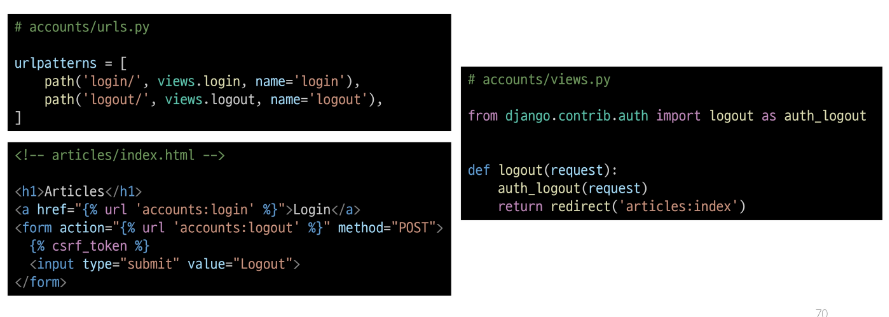 # accounts/urls.py
urlpatterns = [
    path('login/', views.login, name='login'),
    path('logout/', views.logout, name='logout'),
]
<!-- articles/index.html -->
<h1>Articles</h1>
<a href="{% url 'accounts:login' %}">Login</a>
<form action="{% url 'accounts:logout' %}" method="POST">
  {% csrf_token %}
  <input type="submit" value="Logout">
</form>
# accounts/views.py
from django.contrib.auth import logout as auth_logout
def logout(request):
    auth_logout(request)
    return redirect('articles:index')
70